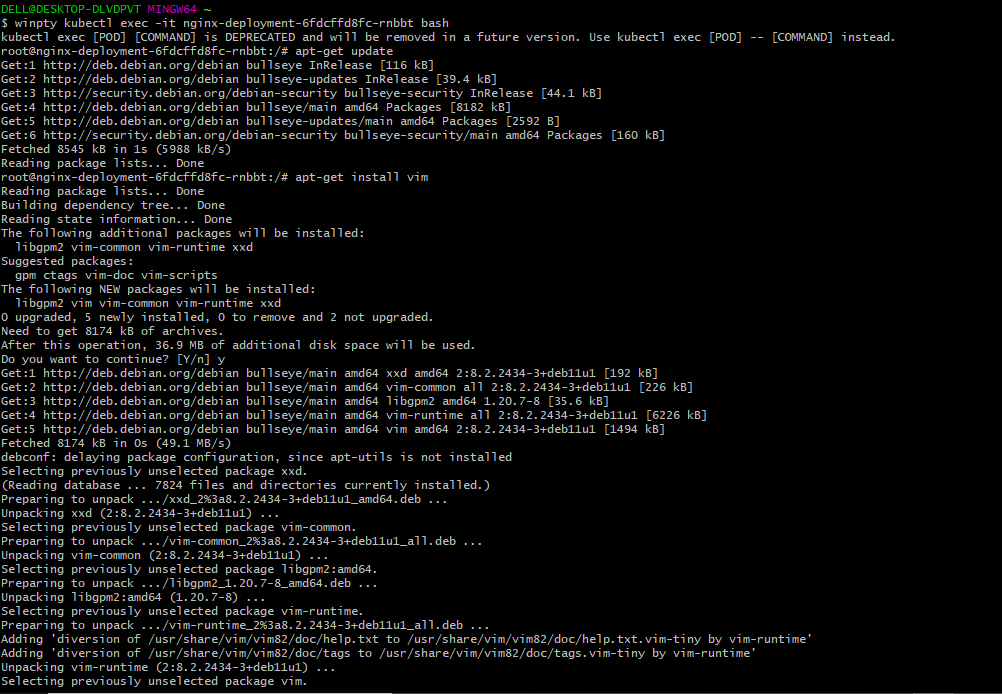 DELL@DESKTOP-DLVDPVT MINGW64 ~
$ winpty kubectl exec -it nginx-deployment-6fdcffd8fc-rnbbt bash
kubectl exec [POD] [COMMAND] is DEPRECATED and will be removed in a future version. Use kubectl exec [POD] -- [COMMAND] instead.
root@nginx-deployment-6fdcffd8fc-rnbbt:/# apt-get update
Get:1 http://deb.debian.org/debian bullseye InRelease [116 kB]
Get:2 http://deb.debian.org/debian bullseye-updates InRelease [39.4 kB]
Get:3 http://security.debian.org/debian-security bullseye-security InRelease [44.1 kB]
Get:4 http://deb.debian.org/debian bullseye/main amd64 Packages [8182 kB]
Get:5 http://deb.debian.org/debian bullseye-updates/main amd64 Packages [2592 B]
Get:6 http://security.debian.org/debian-security bullseye-security/main amd64 Packages [160 kB]
Fetched 8545 kB in 1s (5988 kB/s)
Reading package lists... Done
root@nginx-deployment-6fdcffd8fc-rnbbt:/# apt-get install vim
Reading package lists... Done
Building dependency tree... Done
Reading state information... Done
The following additional packages will be installed:
  libgpm2 vim-common vim-runtime xxd
Suggested packages:
  gpm ctags vim-doc vim-scripts
The following NEW packages will be installed:
  libgpm2 vim vim-common vim-runtime xxd
0 upgraded, 5 newly installed, 0 to remove and 2 not upgraded.
Need to get 8174 kB of archives.
After this operation, 36.9 MB of additional disk space will be used.
Do you want to continue? [Y/n] y
Get:1 http://deb.debian.org/debian bullseye/main amd64 xxd amd64 2:8.2.2434-3+deb11u1 [192 kB]
Get:2 http://deb.debian.org/debian bullseye/main amd64 vim-common all 2:8.2.2434-3+deb11u1 [226 kB]
Get:3 http://deb.debian.org/debian bullseye/main amd64 libgpm2 amd64 1.20.7-8 [35.6 kB]
Get:4 http://deb.debian.org/debian bullseye/main amd64 vim-runtime all 2:8.2.2434-3+deb11u1 [6226 kB]
Get:5 http://deb.debian.org/debian bullseye/main amd64 vim amd64 2:8.2.2434-3+deb11u1 [1494 kB]
Fetched 8174 kB in 0s (49.1 MB/s)
debconf: delaying package configuration, since apt-utils is not installed
Selecting previously unselected package xxd.
(Reading database ... 7824 files and directories currently installed.)
Preparing to unpack .../xxd_2%3a8.2.2434-3+deb11u1_amd64.deb ...
Unpacking xxd (2:8.2.2434-3+deb11u1) ...
Selecting previously unselected package vim-common.
Preparing to unpack .../vim-common_2%3a8.2.2434-3+deb11u1_all.deb ...
Unpacking vim-common (2:8.2.2434-3+deb11u1) ...
Selecting previously unselected package libgpm2:amd64.
Preparing to unpack .../libgpm2_1.20.7-8_amd64.deb ...
Unpacking libgpm2:amd64 (1.20.7-8) ...
Selecting previously unselected package vim-runtime.
Preparing to unpack .../vim-runtime_2%3a8.2.2434-3+deb11u1_all.deb ...
Adding 'diversion of /usr/share/vim/vim82/doc/help.txt to /usr/share/vim/vim82/doc/help.txt.vim-tiny by vim-runtime'
Adding 'diversion of /usr/share/vim/vim82/doc/tags to /usr/share/vim/vim82/doc/tags.vim-tiny by vim-runtime'
Unpacking vim-runtime (2:8.2.2434-3+deb11u1) ...
Selecting previously unselected package vim.